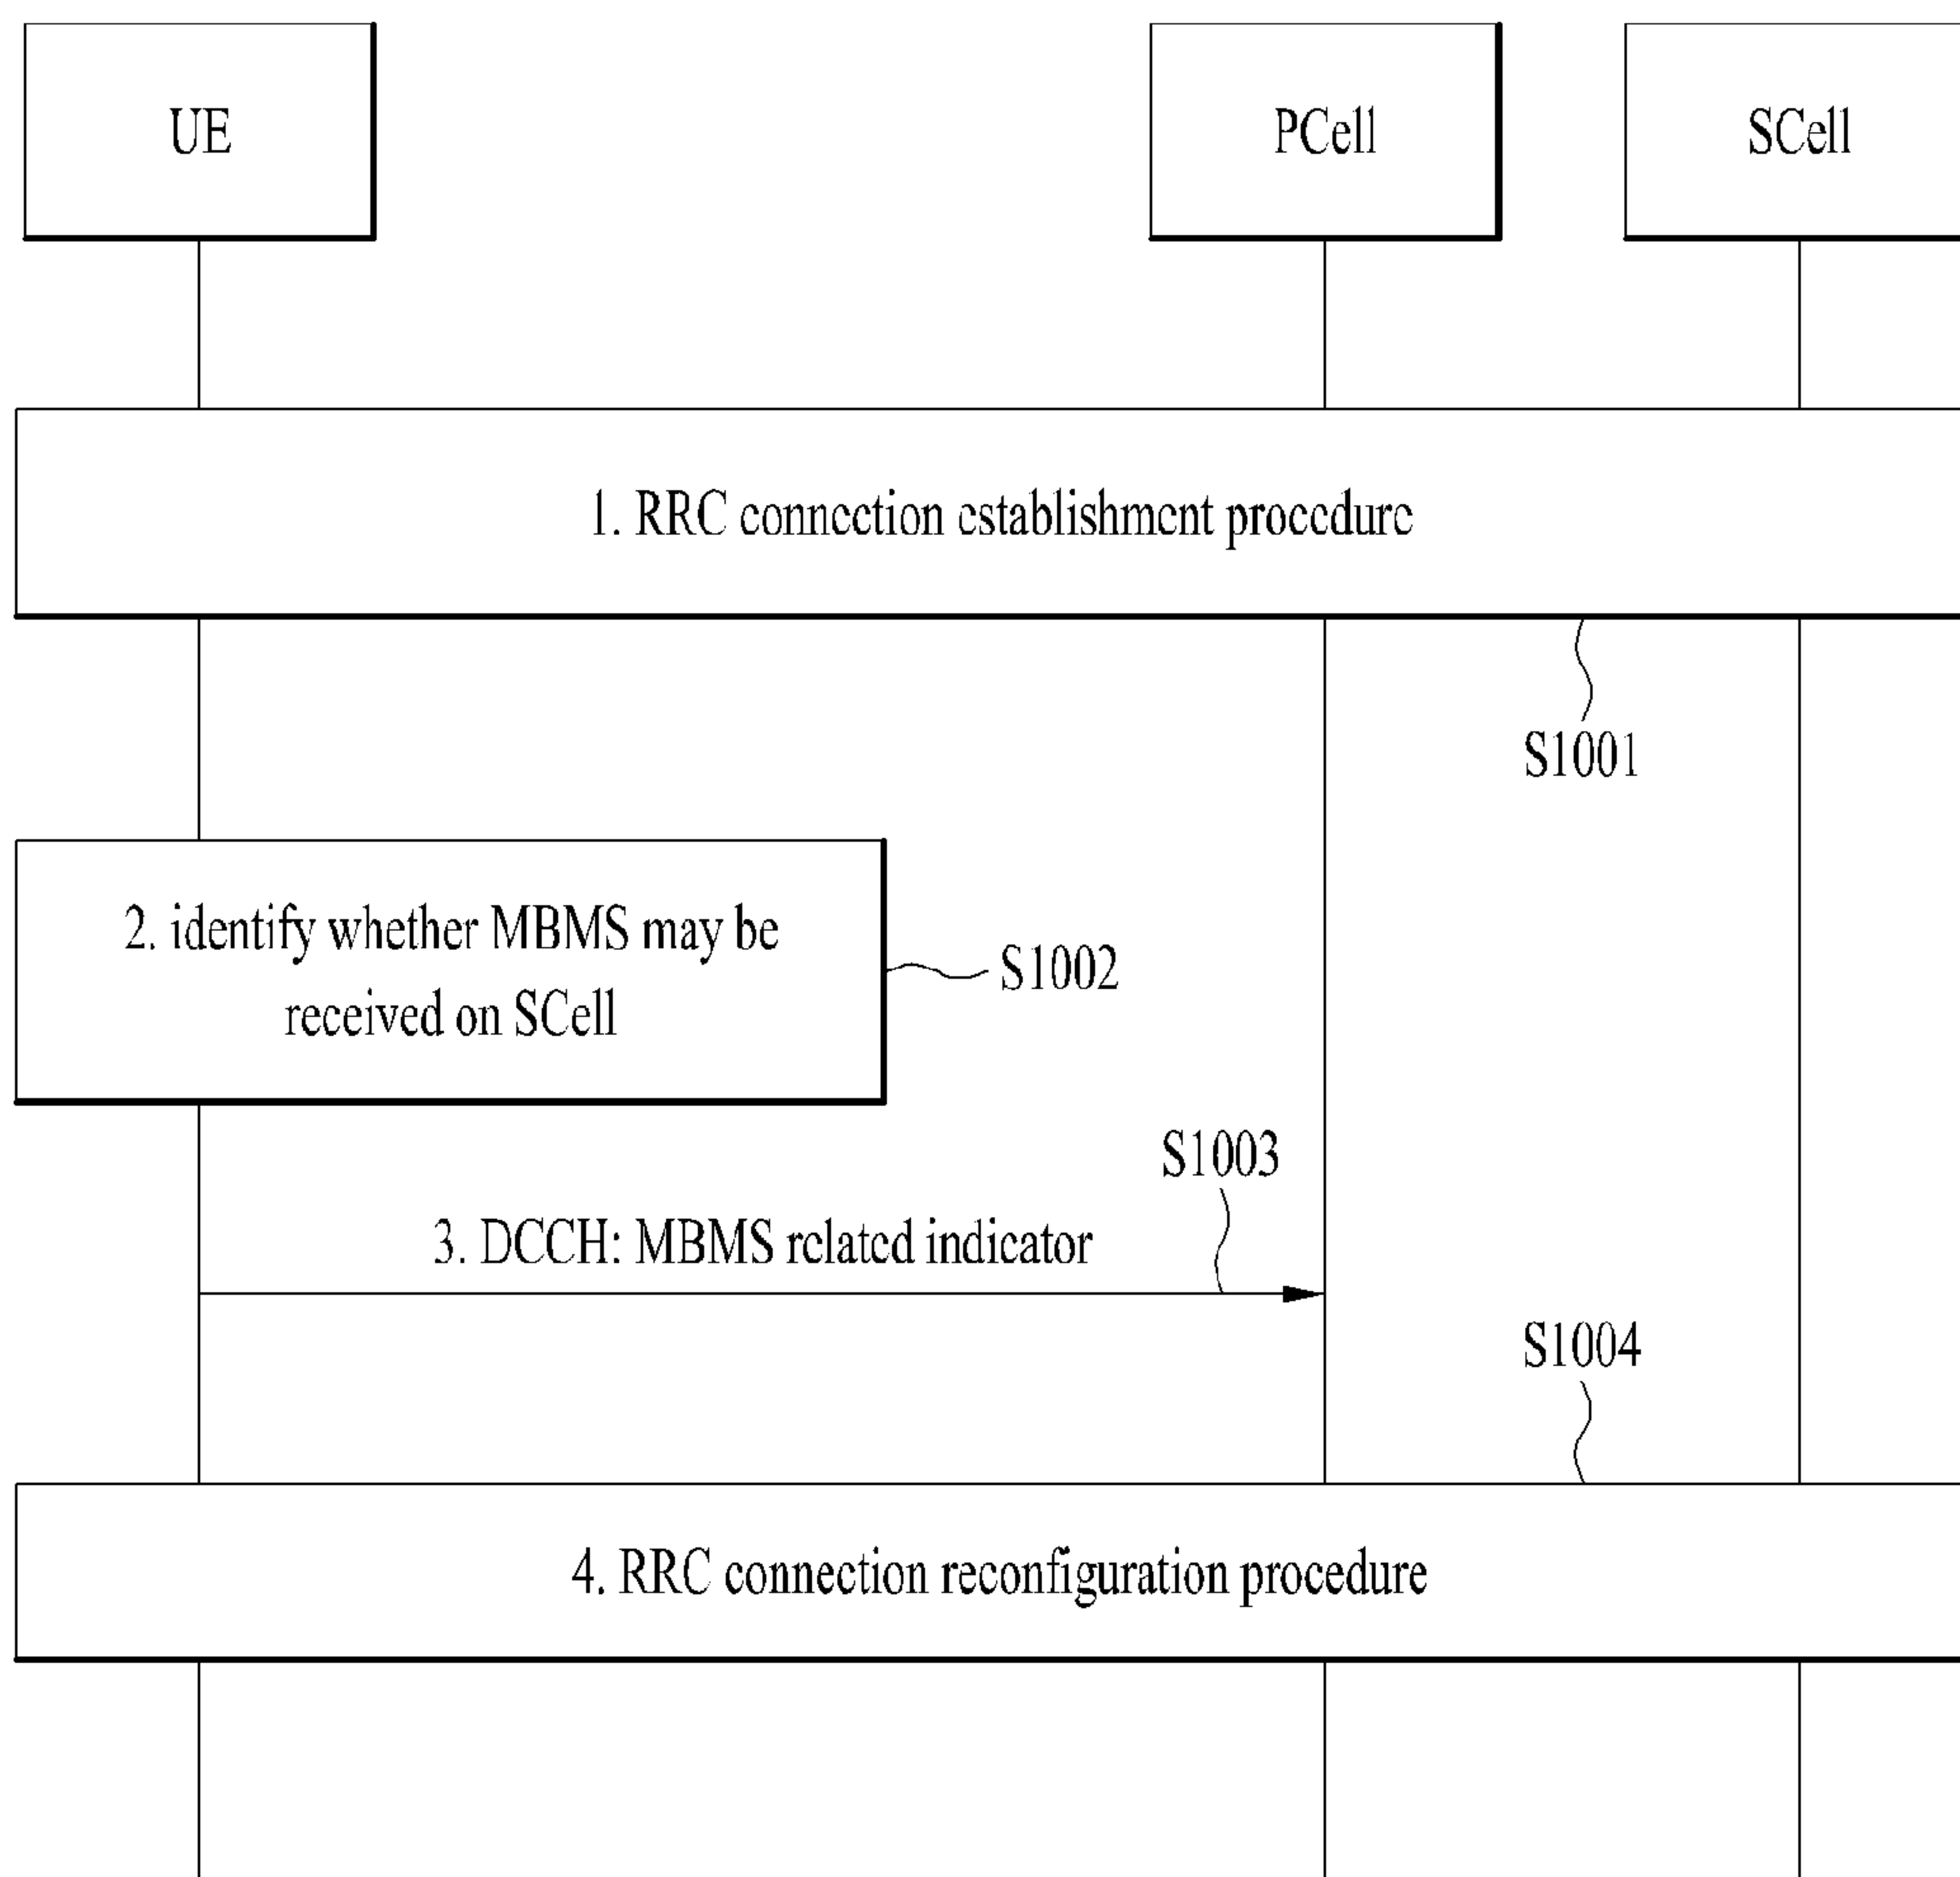 UE
PCell
SCell
1. RRC connection establishment procedure
S1001
2. identify whether MBMS may be
received on SCell
S1002
S1003
3. DCCH: MBMS related indicator
S1004
4. RRC connection reconfiguration procedure